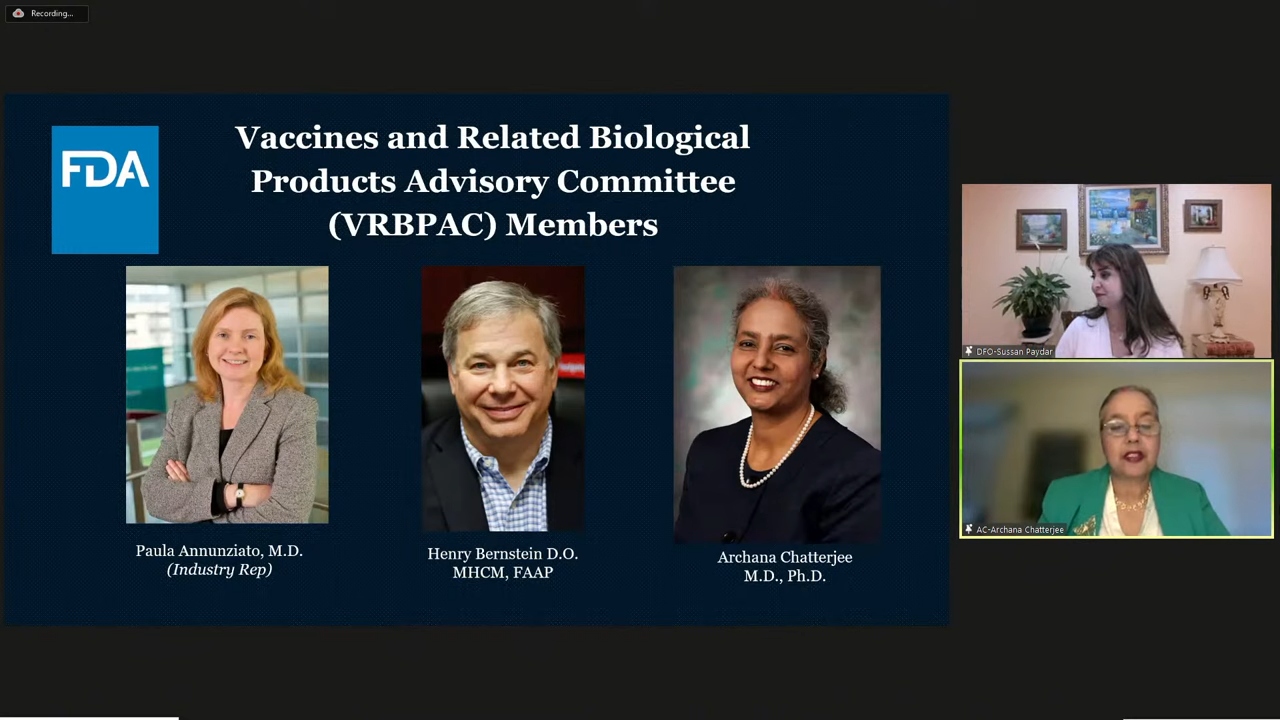 Recording...
FDA
Vaccines and Related Biological
Products Advisory Committee
(VRBPAC) Members
Paula Annunziato, M.D.
(Industry Rep)
Henry Bernstein D.O.
MHCM, FAAP
Archana Chatterjee
M.D., Ph.D.
DFO-Sussan Paydar
AC-Archana Chatterjee